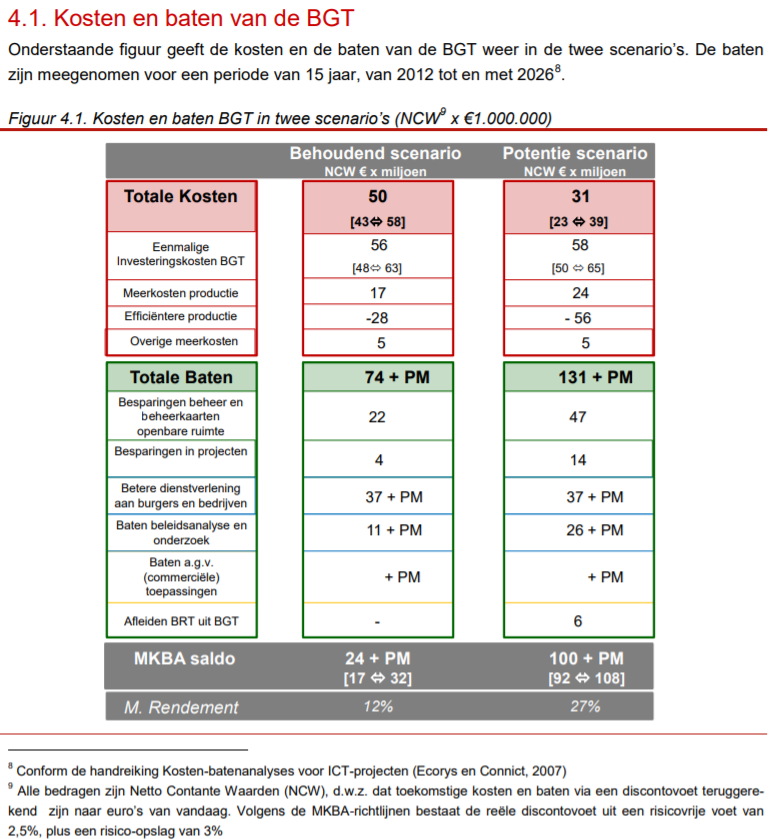 4.1. Kosten en baten van de BGT
Onderstaande figuur geeft de kosten en de baten van de BGT weer in de twee scenario's. De baten
zijn meegenomen voor een periode van 15 jaar, van 2012 tot en met 2026⁸.
Figuur 4.1. Kosten en baten BGT in twee scenario's (NCW⁹ x €1.000.000)
Behoudend scenario Potentie scenario
NCW € x miljoen NCW € x miljoen
Totale Kosten 50 31
[43⇔ 58] [23 ⇔ 39]
Eenmalige 56 58
Investeringskosten BGT [48⇔ 63] [50 ⇔ 65]
Meerkosten productie 17 24
Efficiëntere productie -28 - 56
Overige meerkosten 5 5
Totale Baten 74 + PM 131 + PM
Besparingen beheer en
beheerkaarten 22 47
openbare ruimte
Besparingen in projecten 4 14
Betere dienstverlening
aan burgers en bedrijven 37 + PM 37 + PM
Baten beleidsanalyse en 11 + PM 26 + PM
onderzoek
Baten a.g.v.
(commerciële) + PM + PM
toepassingen
Afleiden BRT uit BGT - 6
MKBA saldo 24 + PM 100 + PM
[17 ⇔ 32] [92 ⇔ 108]
M. Rendement 12% 27%
⁸ Conform de handreiking Kosten-batenanalyses voor ICT-projecten (Ecorys en Connict, 2007)
⁹ Alle bedragen zijn Netto Contante Waarden (NCW), d.w.z. dat toekomstige kosten en baten via een discontovoet teruggere-
kend zijn naar euro's van vandaag. Volgens de MKBA-richtlijnen bestaat de reële discontovoet uit een risicovrije voet van
2,5%, plus een risico-opslag van 3%